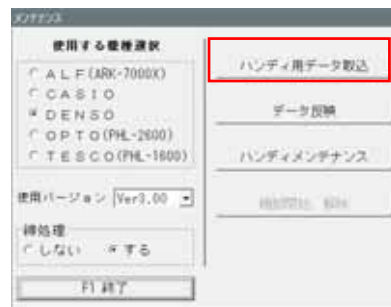 メンテナンス
使用する機種選択
ALF(ARK-7000X)
CASIO
DENSO
OPTO(PHL-2600)
TESCO(PHL-1600)
使用バージョン Ver3.00
締処理
しない する
F1 終了
ハンディ用データ取込
データ反映
ハンディメンテナンス